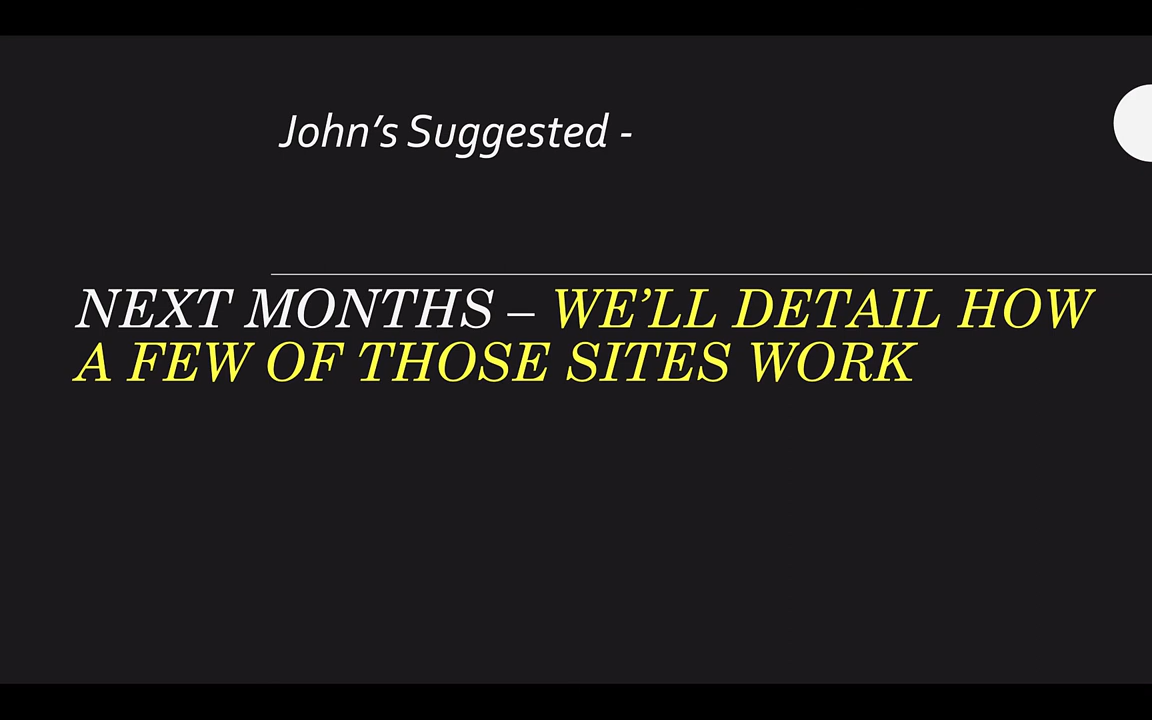 John’s Suggested -
NEXT MONTHS – WE’LL DETAIL HOW
A FEW OF THOSE SITES WORK